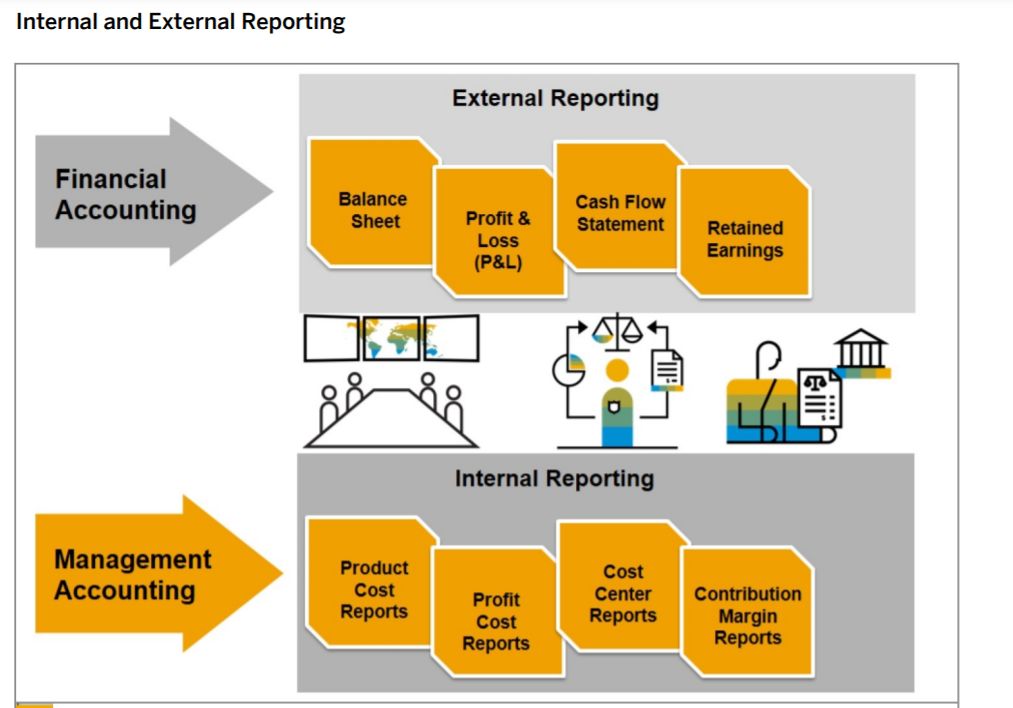 Internal and External Reporting
External Reporting
Financial
Accounting
Balance
Sheet
Profit &
Loss
(P&L)
Cash Flow
Statement
Retained
Earnings
Internal Reporting
Management
Accounting
Product
Cost
Reports
Profit
Cost
Reports
Cost
Center
Reports
Contribution
Margin
Reports